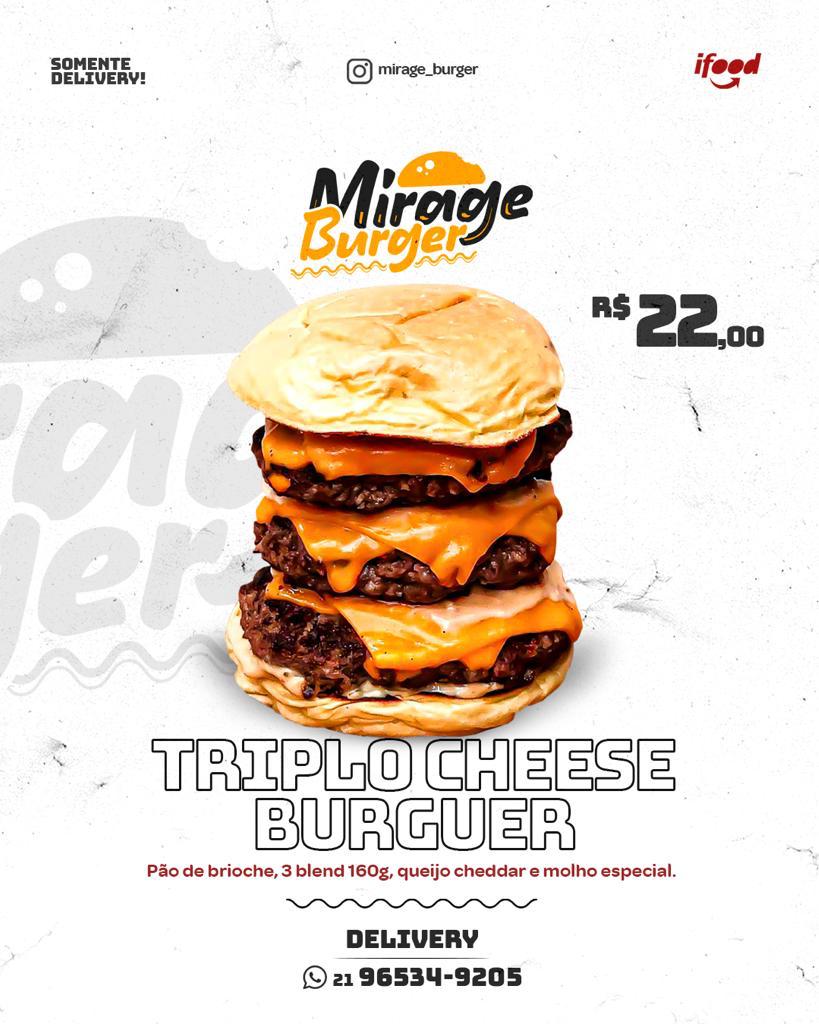 SOMENTE
DELIVERY!
mirage_burger
ifood
Mirage
Burger
R$ 22,00
TRIPLO CHEESE
BURGUER
Pão de brioche, 3 blend 160g, queijo cheddar e molho especial.
DELIVERY
21 96534-9205